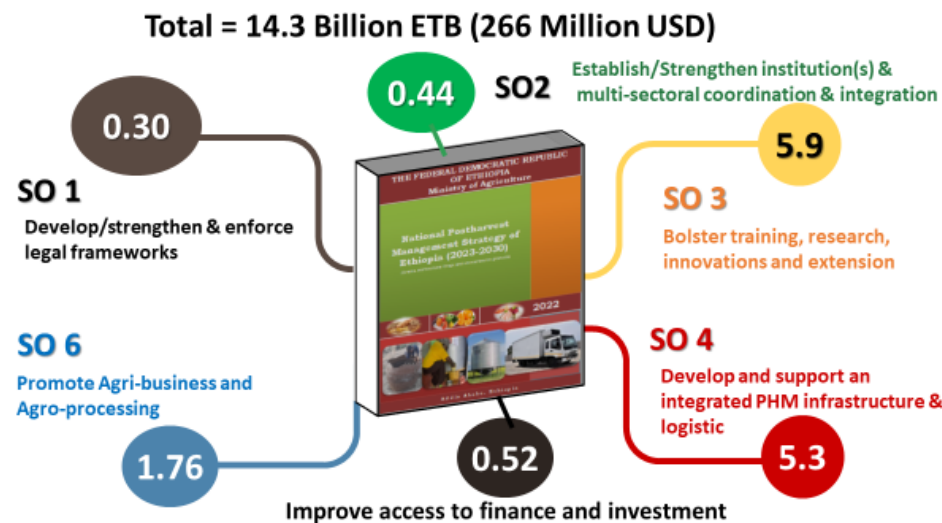 Total = 14.3 Billion ETB (266 Million USD)
0.44
SO2
Establish/Strengthen institution(s) &
multi-sectoral coordination & integration
0.30
5.9
SO 1
Develop/strengthen & enforce
legal frameworks
THE FEDERAL DEMOCRATIC REPUBLIC
OF ETHIOPIA
Ministry of Agriculture
National Postharvest
Management Strategy of
Ethiopia (2023-2030)
2022
Addis Ababa, Ethiopia
SO 3
Bolster training, research,
innovations and extension
SO 6
Promote Agri-business and
Agro-processing
1.76
SO 4
Develop and support an
integrated PHM infrastructure &
logistic
5.3
0.52
Improve access to finance and investment